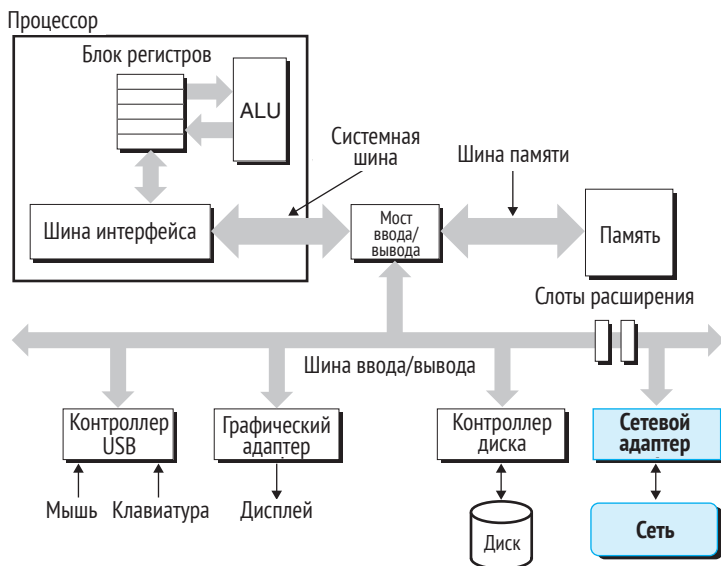 Процессор
Блок регистров
ALU
Системная
шина
Шина памяти
Шина интерфейса
Мост
ввода/
вывода
Память
Слоты расширения
Шина ввода/вывода
Контроллер
USB
Графический
адаптер
Контроллер
диска
Сетевой
адаптер
Мышь
Клавиатура
Дисплей
Диск
Сеть